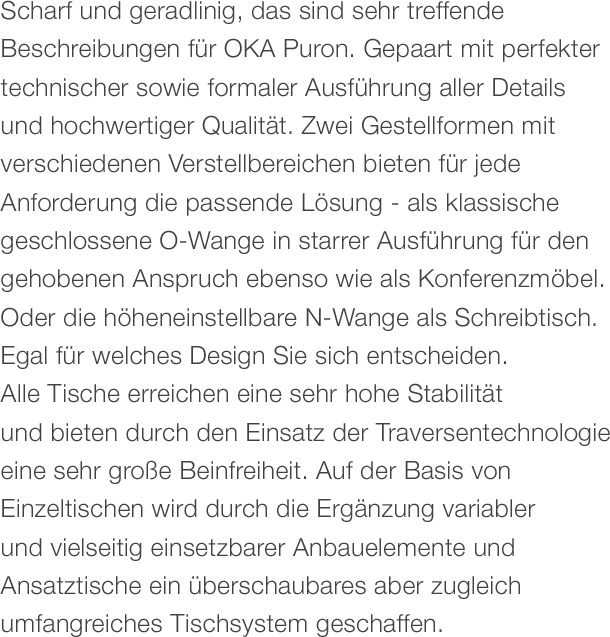 Scharf und geradlinig, das sind sehr treffende
Beschreibungen für OKA Puron. Gepaart mit perfekter
technischer sowie formaler Ausführung aller Details
und hochwertiger Qualität. Zwei Gestellformen mit
verschiedenen Verstellbereichen bieten für jede
Anforderung die passende Lösung - als klassische
geschlossene O-Wange in starrer Ausführung für den
gehobenen Anspruch ebenso wie als Konferenzmöbel.
Oder die höheneinstellbare N-Wange als Schreibtisch.
Egal für welches Design Sie sich entscheiden.
Alle Tische erreichen eine sehr hohe Stabilität
und bieten durch den Einsatz der Traversentechnologie
eine sehr große Beinfreiheit. Auf der Basis von
Einzeltischen wird durch die Ergänzung variabler
und vielseitig einsetzbarer Anbauelemente und
Ansatztische ein überschaubares aber zugleich
umfangreiches Tischsystem geschaffen.